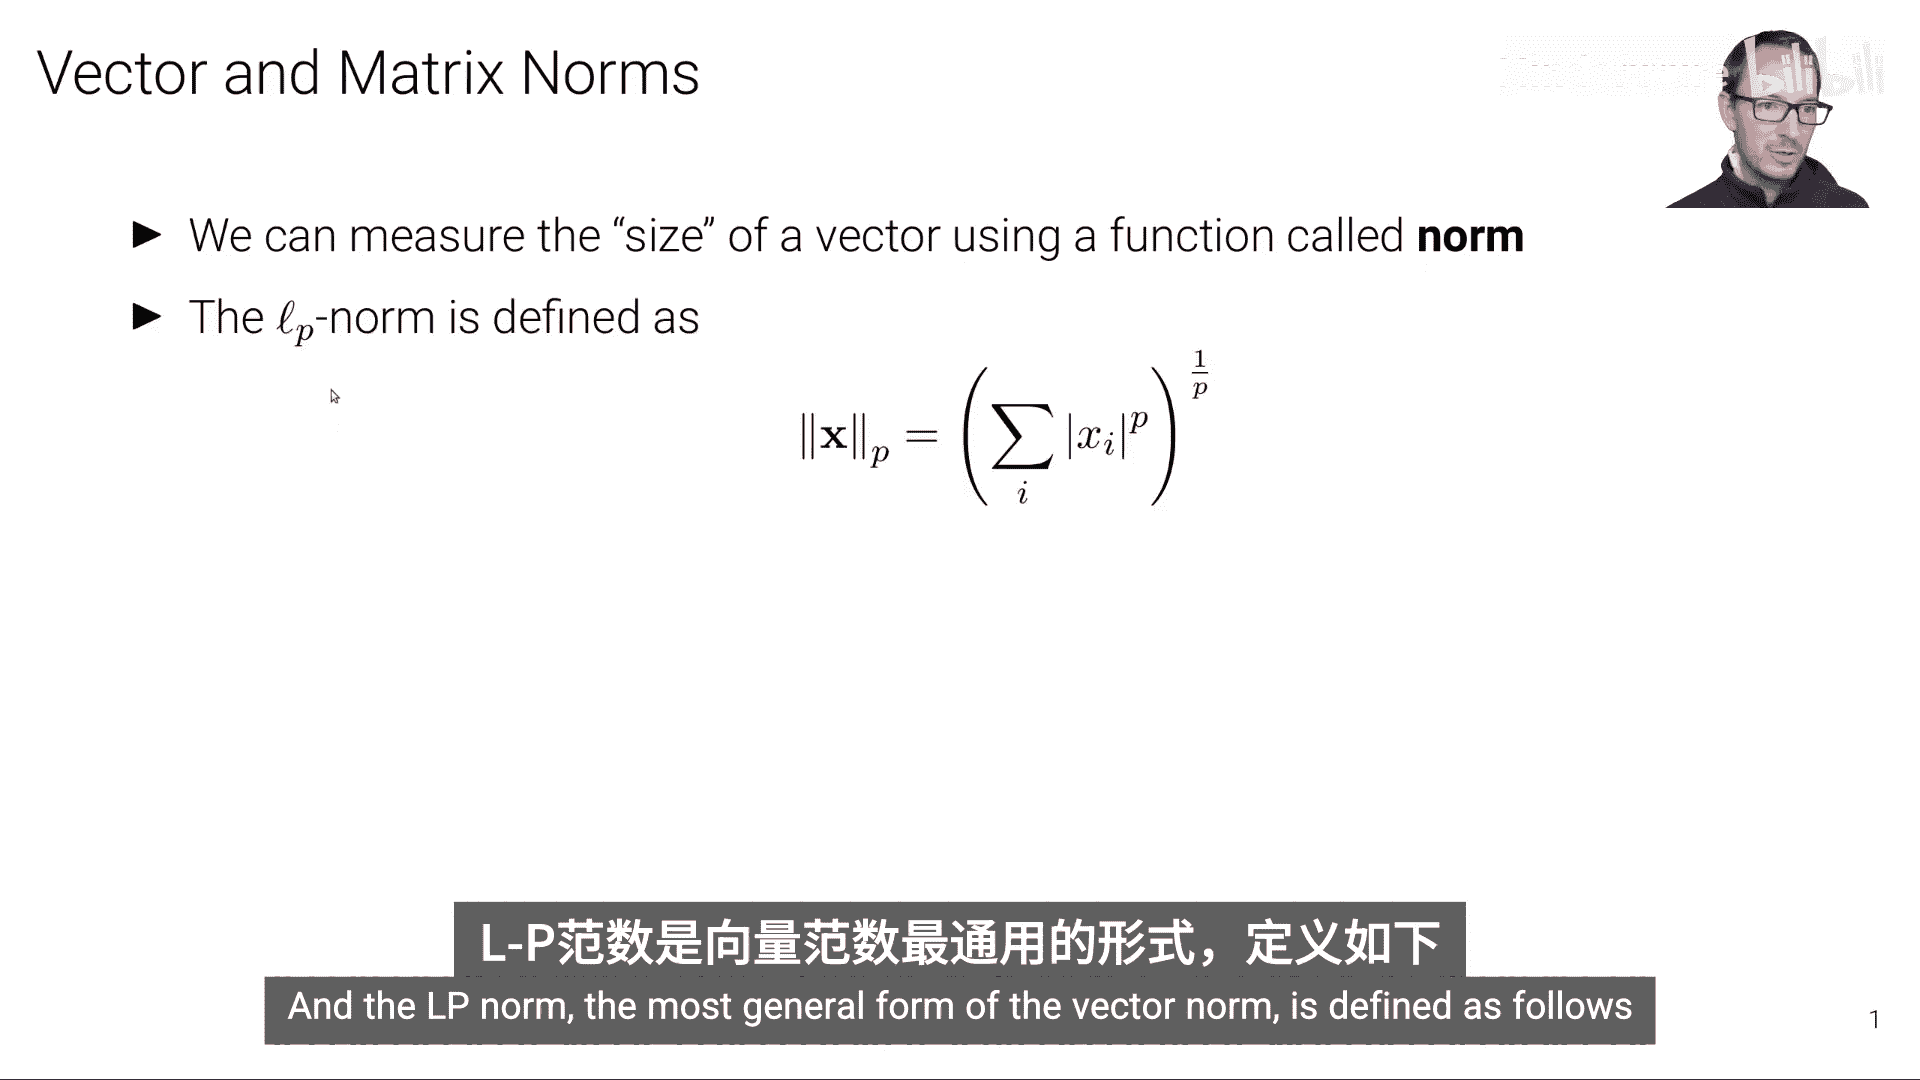 Vector and Matrix Norms
bilibili
▶ We can measure the “size” of a vector using a function called norm
▶ The ℓₚ-norm is defined as
‖x‖ₚ = (∑ᵢ |xᵢ|ᵖ)^(1/p)
L-P范数是向量范数最通用的形式，定义如下
And the LP norm, the most general form of the vector norm, is defined as follows
1